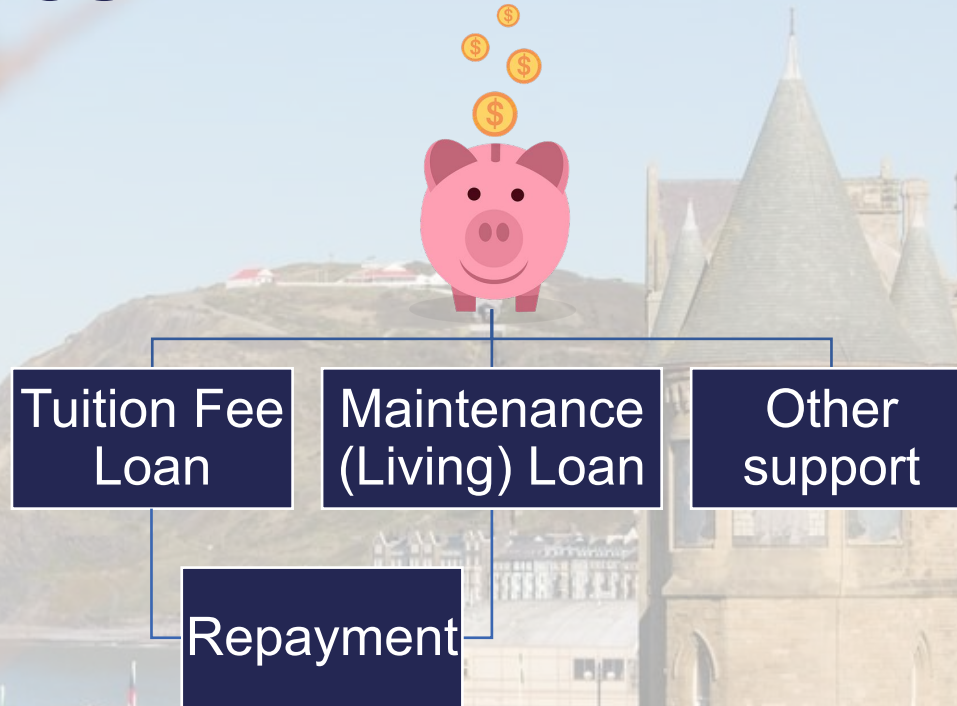 $
$
$
$
Tuition Fee
Loan
Maintenance
(Living) Loan
Other
support
Repayment